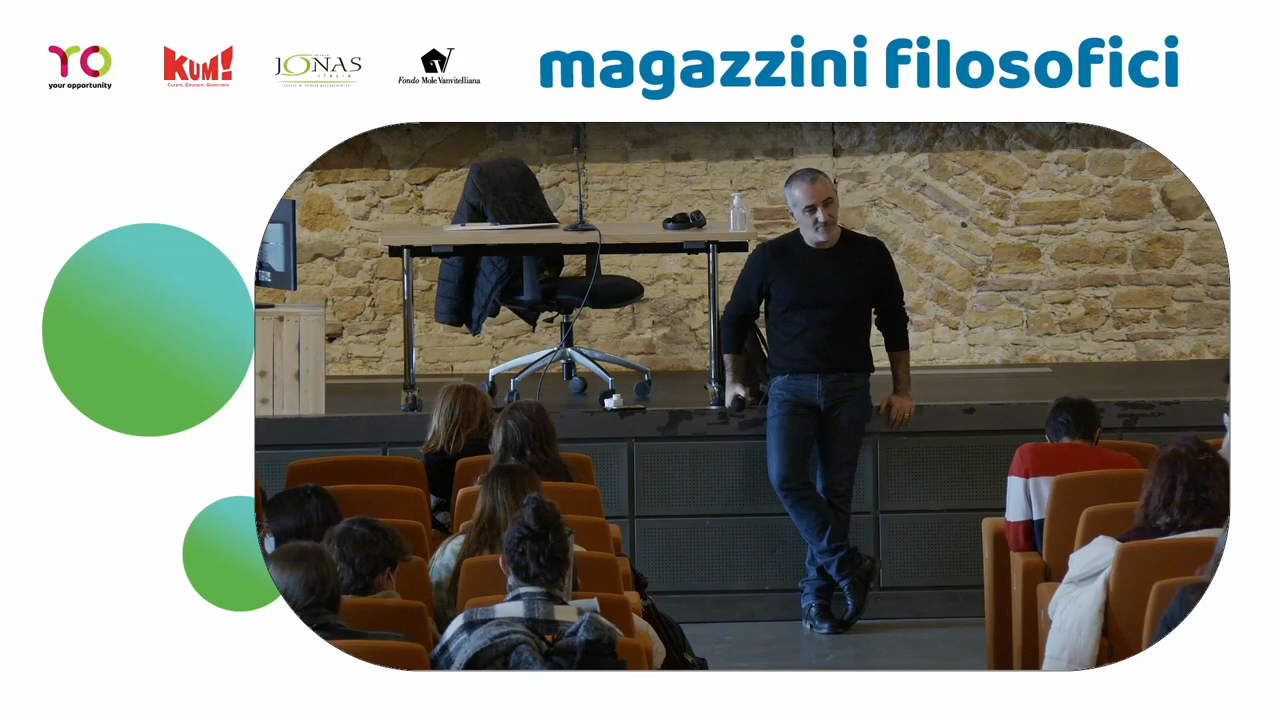 YO
your opportunity
KUM!
Curare, Educare, Governare
JONAS
ITALIA
Fondo Mole Vanvitelliana
magazzini filosofici